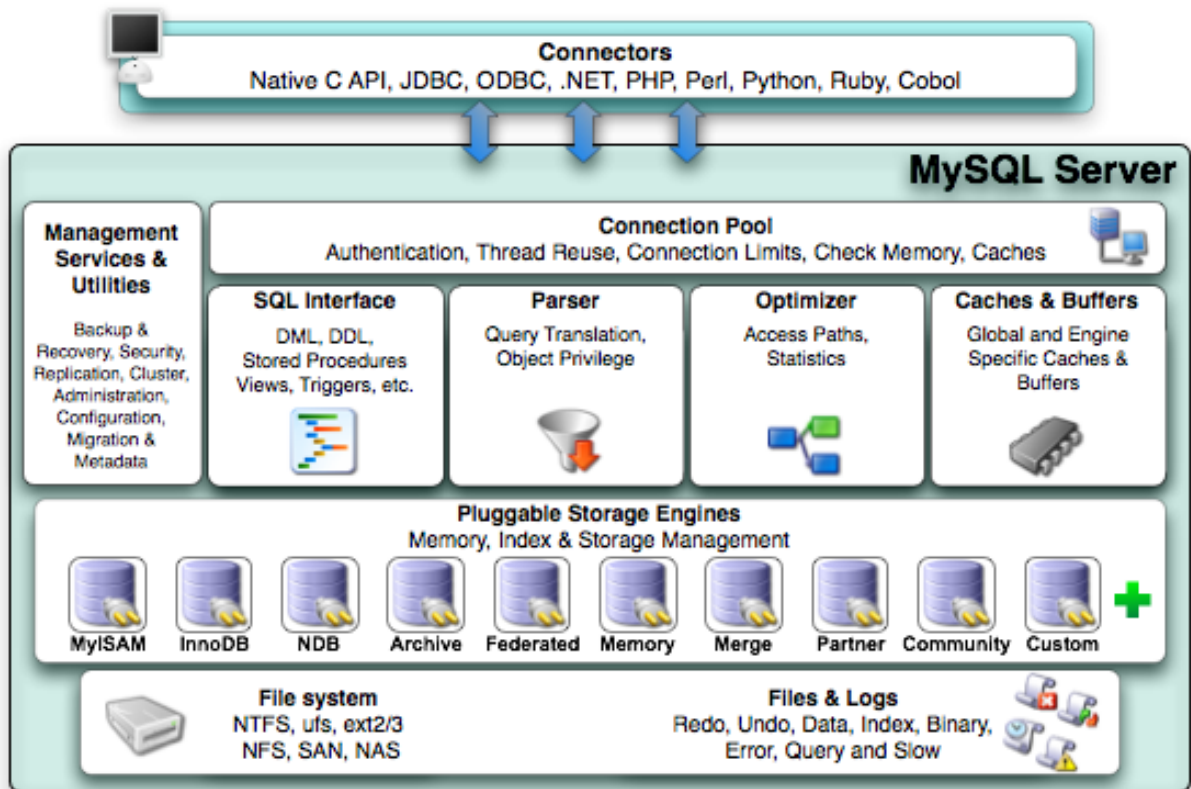 Connectors
Native C API, JDBC, ODBC, .NET, PHP, Perl, Python, Ruby, Cobol
MySQL Server
Management
Services &
Utilities
Backup &
Recovery, Security,
Replication, Cluster,
Administration,
Configuration,
Migration &
Metadata
Connection Pool
Authentication, Thread Reuse, Connection Limits, Check Memory, Caches
SQL Interface
DML, DDL,
Stored Procedures
Views, Triggers, etc.
Parser
Query Translation,
Object Privilege
Optimizer
Access Paths,
Statistics
Caches & Buffers
Global and Engine
Specific Caches &
Buffers
Pluggable Storage Engines
Memory, Index & Storage Management
MyISAM
InnoDB
NDB
Archive
Federated
Memory
Merge
Partner
Community
Custom
File system
NTFS, ufs, ext2/3
NFS, SAN, NAS
Files & Logs
Redo, Undo, Data, Index, Binary,
Error, Query and Slow